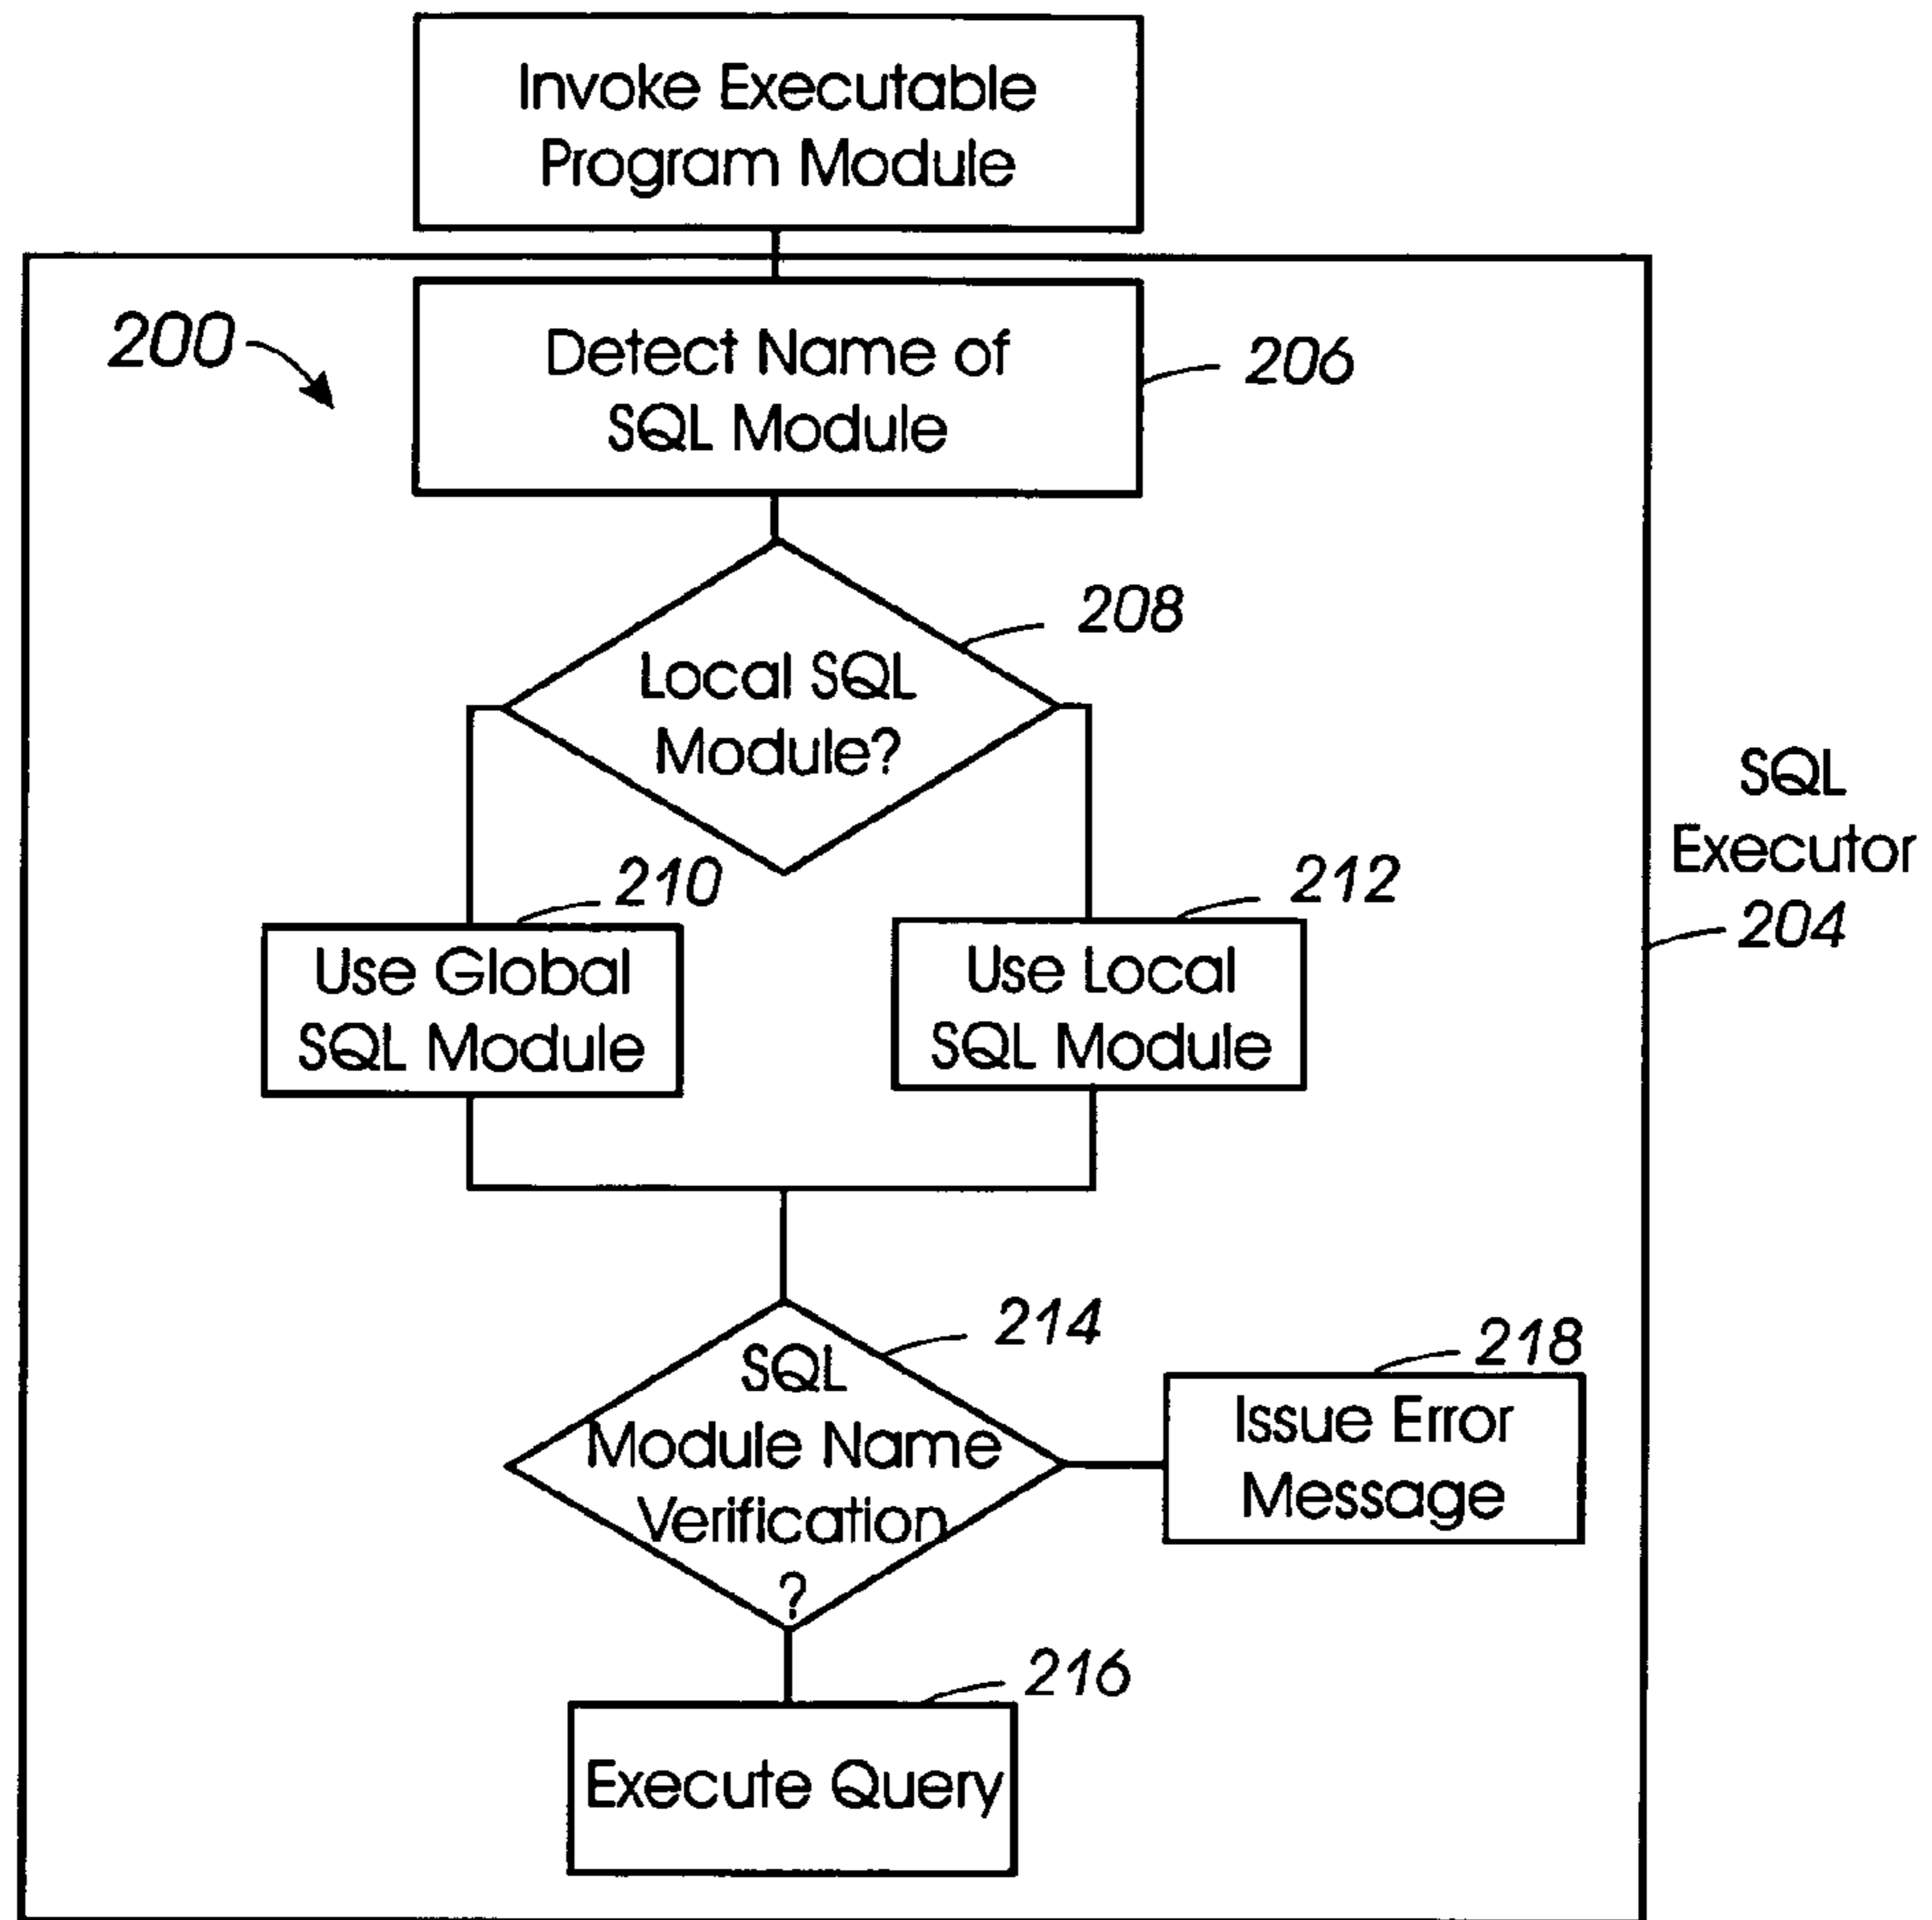 Invoke Executable
Program Module
200
Detect Name of
SQL Module
206
208
Local SQL
Module?
SQL
Executor
204
210
212
Use Global
SQL Module
Use Local
SQL Module
214
218
SQL
Module Name
Verification
?
Issue Error
Message
216
Execute Query